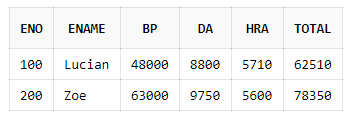 ENO ENAME BP DA HRA TOTAL
100 Lucian 48000 8800 5710 62510
200 Zoe 63000 9750 5600 78350